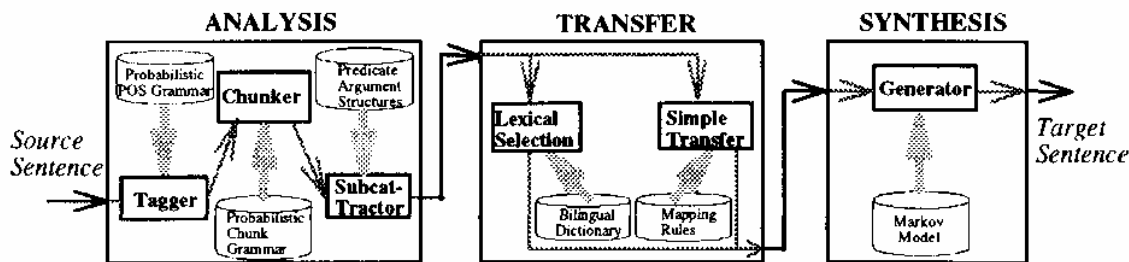 ANALYSIS
TRANSFER
SYNTHESIS
Probabilistic
POS Grammar
Chunker
Predicate
Argument
Structures
Source
Sentence
Tagger
Probabilistic
Chunk
Grammar
Subcat-
Tractor
Lexical
Selection
Simple
Transfer
Bilingual
Dictionary
Mapping
Rules
Generator
Markov
Model
Target
Sentence